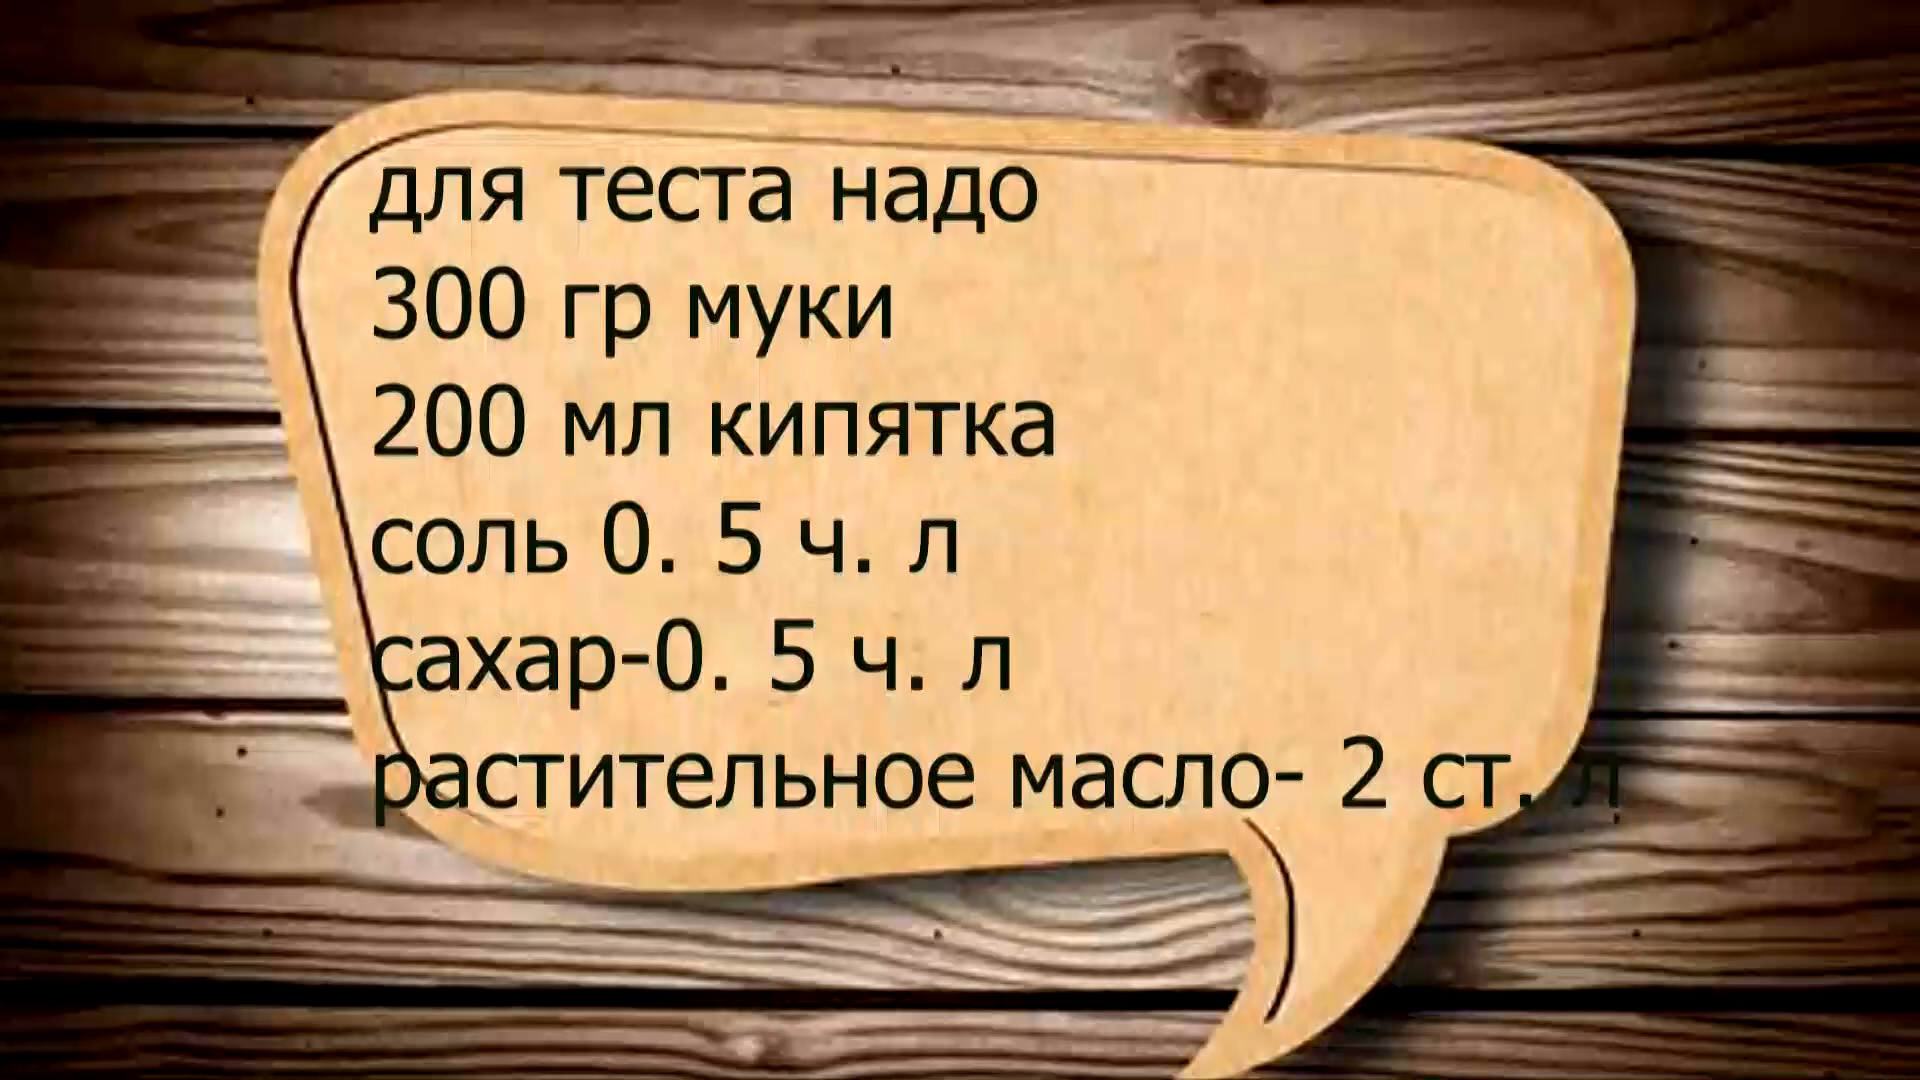 для теста надо
300 гр муки
200 мл кипятка
соль 0. 5 ч. л
сахар-0. 5 ч. л
растительное масло- 2 ст. л